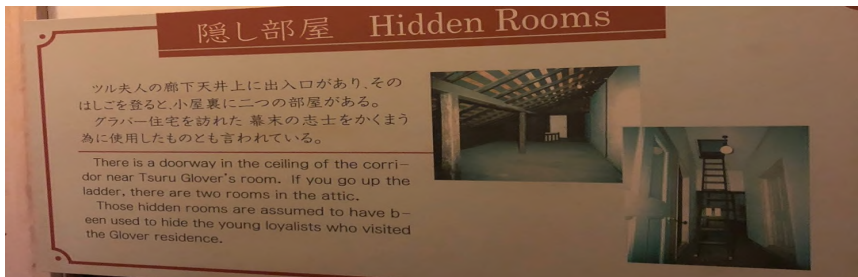 隠し部屋 Hidden Rooms
ツル夫人の廊下天井上に出入口があり、その
はしごを登ると、小屋裏に二つの部屋がある。
グラバー住宅を訪れた 幕末の志士をかくまう
為に使用したものとも言われている。
There is a doorway in the ceiling of the corri-
dor near Tsuru Glover's room. If you go up the
ladder, there are two rooms in the attic.
Those hidden rooms are assumed to have b-
een used to hide the young loyalists who visited
the Glover residence.